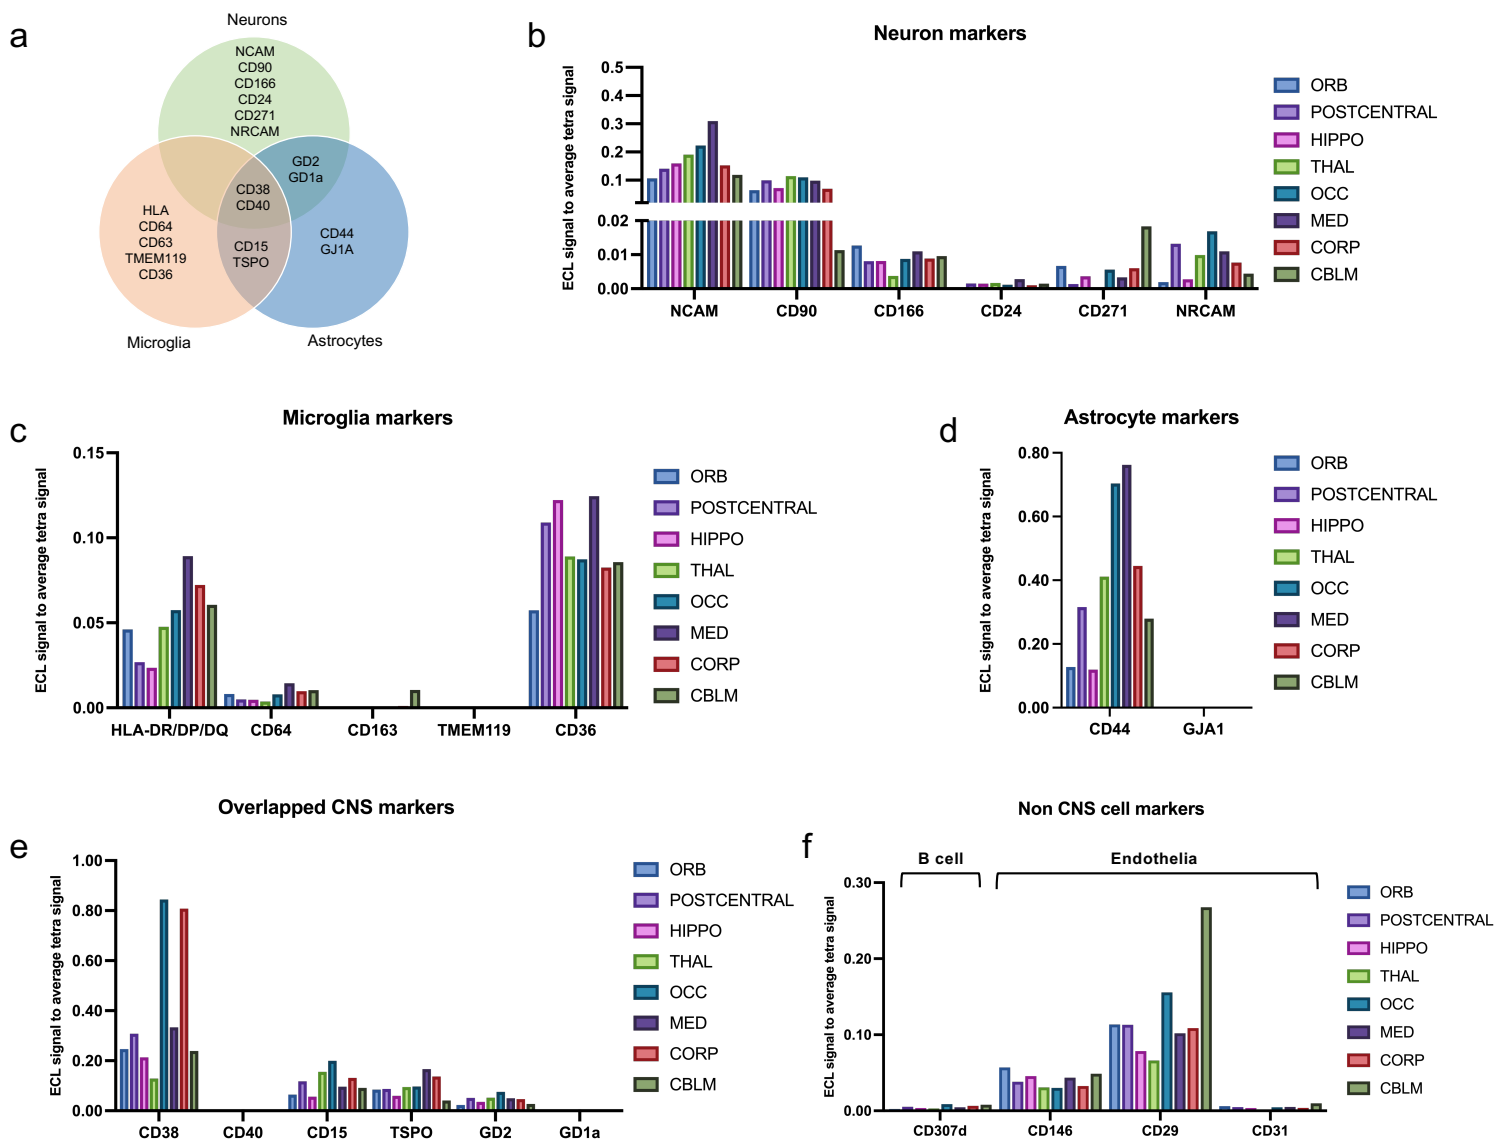 a
Neurons
NCAM
CD90
CD166
CD24
CD271
NRCAM
GD2
GD1a
CD38
CD40
HLA
CD64
CD63
TMEM119
CD36
CD15
TSPO
CD44
GJ1A
Microglia
Astrocytes
b
Neuron markers
ECL signal to average tetra signal
0.5
0.4
0.3
0.2
0.1
0.02
0.01
0.00
NCAM
CD90
CD166
CD24
CD271
NRCAM
ORB
POSTCENTRAL
HIPPO
THAL
OCC
MED
CORP
CBLM
c
Microglia markers
ECL signal to average tetra signal
0.15
0.10
0.05
0.00
HLA-DR/DP/DQ
CD64
CD163
TMEM119
CD36
ORB
POSTCENTRAL
HIPPO
THAL
OCC
MED
CORP
CBLM
d
Astrocyte markers
ECL signal to average tetra signal
0.80
0.60
0.40
0.20
0.00
CD44
GJA1
ORB
POSTCENTRAL
HIPPO
THAL
OCC
MED
CORP
CBLM
e
Overlapped CNS markers
ECL signal to average tetra signal
1.00
0.80
0.60
0.40
0.20
0.00
CD38
CD40
CD15
TSPO
GD2
GD1a
ORB
POSTCENTRAL
HIPPO
THAL
OCC
MED
CORP
CBLM
f
Non CNS cell markers
B cell
Endothelia
ECL signal to average tetra signal
0.30
0.20
0.10
0.00
CD307d
CD146
CD29
CD31
ORB
POSTCENTRAL
HIPPO
THAL
OCC
MED
CORP
CBLM